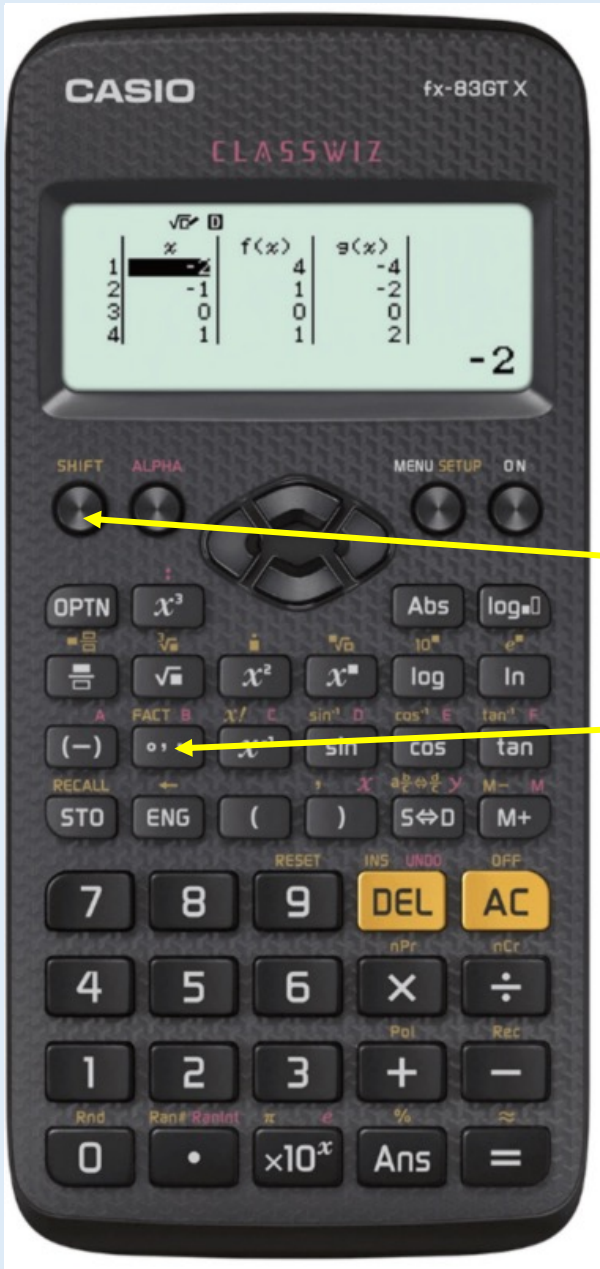 CASIO fx-83GT X
CLASSWIZ
√▱ D
x f(x) g(x)
1 -2 4 -4
2 -1 1 -2
3 0 0 0
4 1 1 2
-2
SHIFT ALPHA MENU SETUP ON
:
OPTN x³ Abs log■▯
■▤ ³√■ ■√▯ 10■ e■
√■ x² x■ log ln
A FACT B x! C sin⁻¹ D cos⁻¹ E tan⁻¹ F
(−) ° ’ sin cos tan
RECALL ← , x a b/c⇔d/c y M− M
STO ENG ( ) S⇔D M+
RESET INS UNDO OFF
7 8 9 DEL AC
nPr nCr
4 5 6 × ÷
Pol Rec
1 2 3 + −
Rnd Ran# RanInt π e % ≈
0 • ×10ˣ Ans =